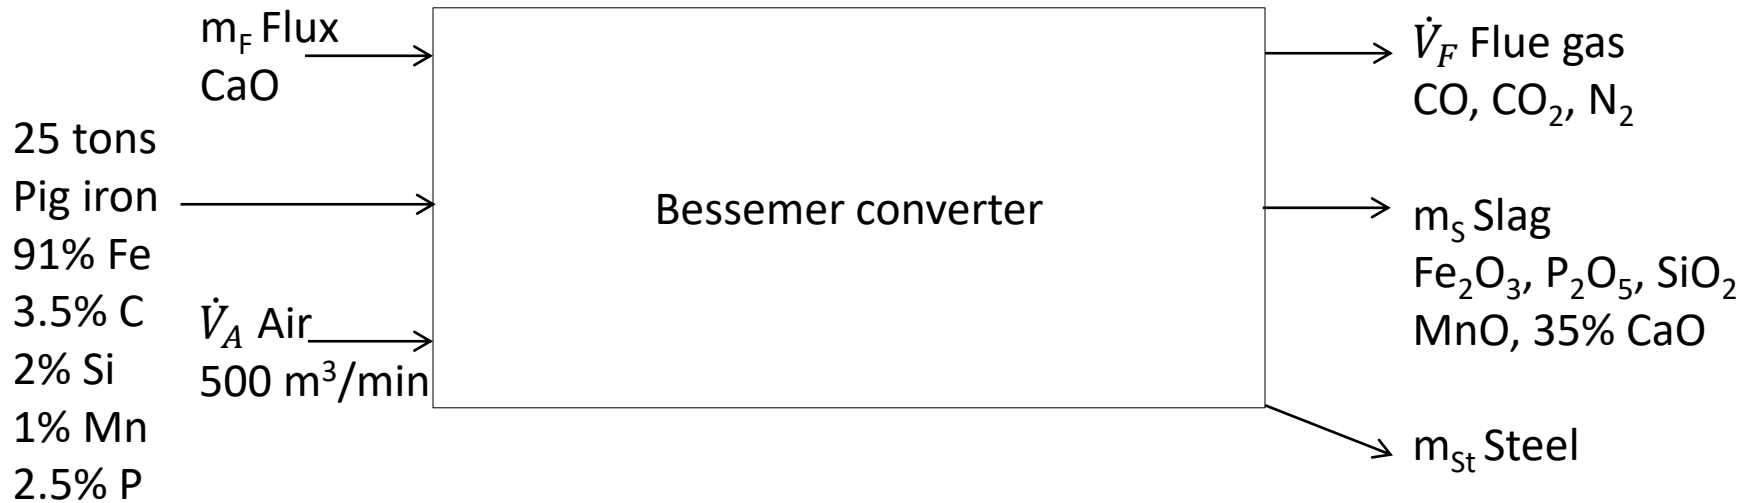 m_F Flux
CaO
25 tons
Pig iron
91% Fe
3.5% C
2% Si
1% Mn
2.5% P
V̇_A Air
500 m³/min
Bessemer converter
V̇_F Flue gas
CO, CO₂, N₂
m_S Slag
Fe₂O₃, P₂O₅, SiO₂
MnO, 35% CaO
m_St Steel